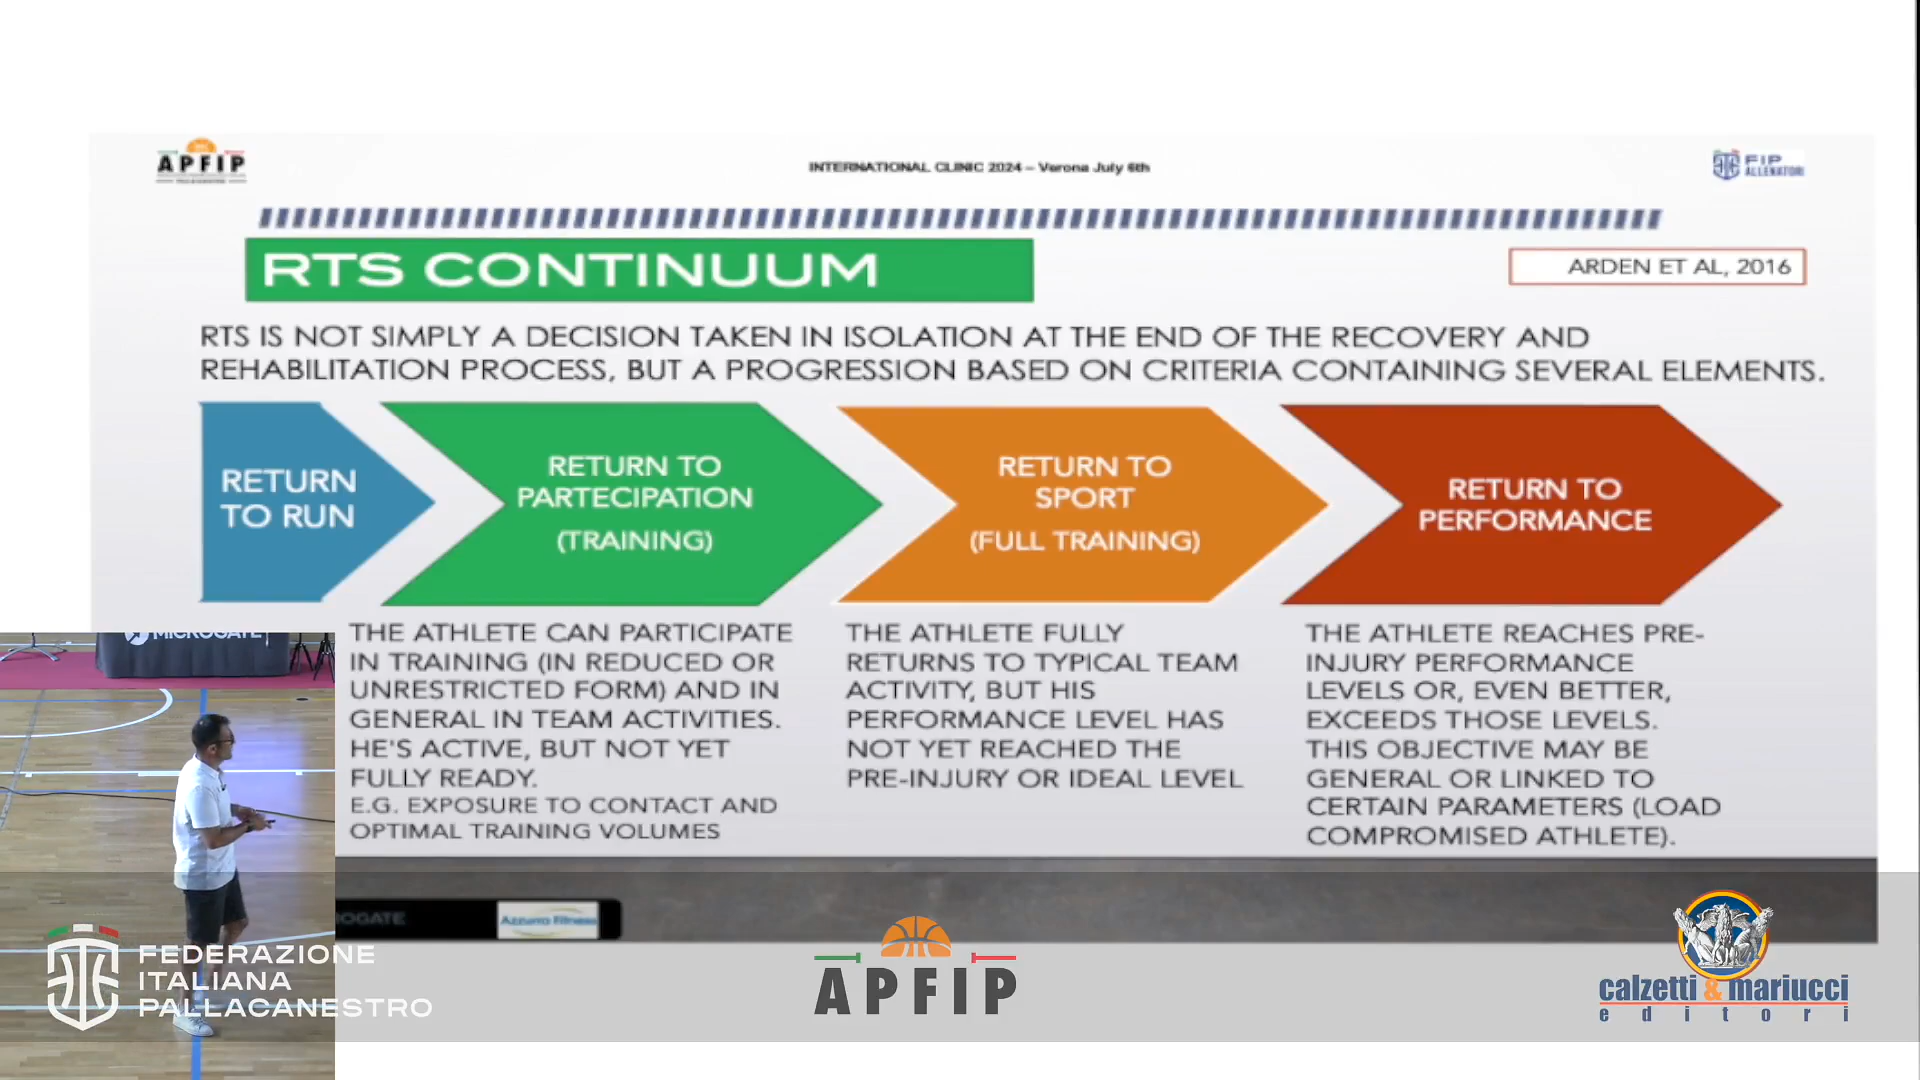 APFIP
INTERNATIONAL CLINIC 2024 – Verona July 6th
FIP
ALLENATORI
RTS CONTINUUM
ARDEN ET AL, 2016
RTS IS NOT SIMPLY A DECISION TAKEN IN ISOLATION AT THE END OF THE RECOVERY AND
REHABILITATION PROCESS, BUT A PROGRESSION BASED ON CRITERIA CONTAINING SEVERAL ELEMENTS.
RETURN
TO RUN
RETURN TO
PARTECIPATION
(TRAINING)
RETURN TO
SPORT
(FULL TRAINING)
RETURN TO
PERFORMANCE
THE ATHLETE CAN PARTICIPATE
IN TRAINING (IN REDUCED OR
UNRESTRICTED FORM) AND IN
GENERAL IN TEAM ACTIVITIES.
HE'S ACTIVE, BUT NOT YET
FULLY READY.
E.G. EXPOSURE TO CONTACT AND
OPTIMAL TRAINING VOLUMES
THE ATHLETE FULLY
RETURNS TO TYPICAL TEAM
ACTIVITY, BUT HIS
PERFORMANCE LEVEL HAS
NOT YET REACHED THE
PRE-INJURY OR IDEAL LEVEL
THE ATHLETE REACHES PRE-
INJURY PERFORMANCE
LEVELS OR, EVEN BETTER,
EXCEEDS THOSE LEVELS.
THIS OBJECTIVE MAY BE
GENERAL OR LINKED TO
CERTAIN PARAMETERS (LOAD
COMPROMISED ATHLETE).
MICROGATE
OGATE
Azzurro Fitness
FEDERAZIONE
ITALIANA
PALLACANESTRO
APFIP
calzetti & mariucci
editori